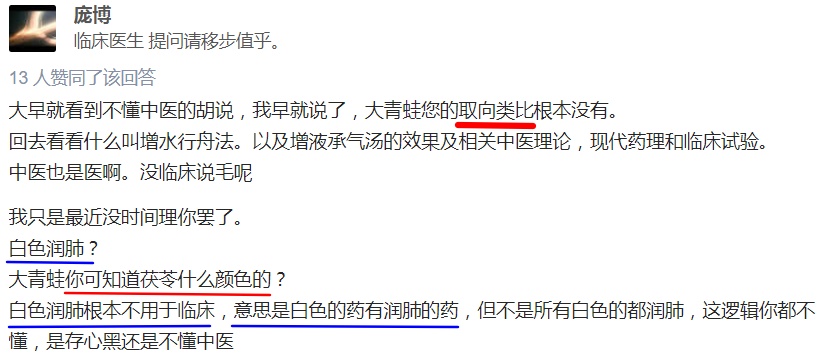 庞博
临床医生 提问请移步值乎。
13 人赞同了该回答
大早就看到不懂中医的胡说，我早就说了，大青蛙您的取向类比根本没有。
回去看看什么叫增水行舟法。以及增液承气汤的效果及相关中医理论，现代药理和临床试验。
中医也是医啊。没临床说毛呢
我只是最近没时间理你罢了。
白色润肺？
大青蛙你可知道茯苓什么颜色的？
白色润肺根本不用于临床，意思是白色的药有润肺的药，但不是所有白色的都润肺，这逻辑你都不
懂，是存心黑还是不懂中医